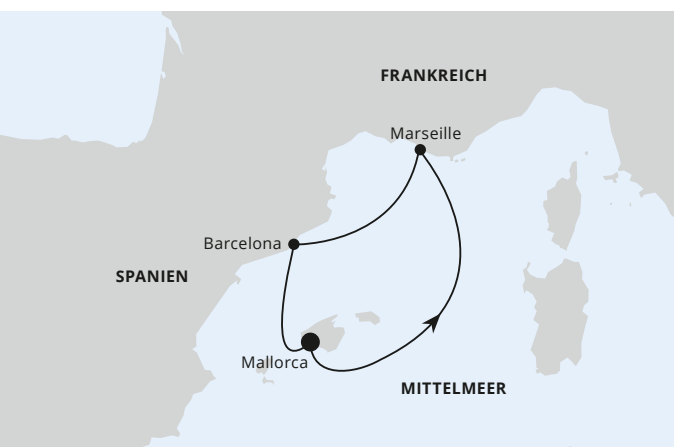 FRANKREICH
Marseille
Barcelona
SPANIEN
Mallorca
MITTELMEER